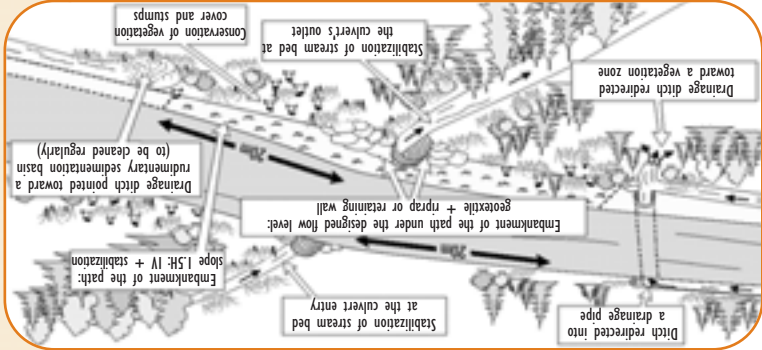 Ditch redirected into
a drainage pipe
Stabilization of stream bed
at the culvert entry
Embankment of the path:
slope 1.5H: 1V + stabilization
20m
Embankment of the path under the designed flow level:
geotextile + riprap or retaining wall
Drainage ditch pointed toward a
rudimentary sedimentation basin
(to be cleaned regularly)
20m
Drainage ditch redirected
toward a vegetation zone
Stabilization of stream bed at
the culvert's outlet
Conservation of vegetation
cover and stumps